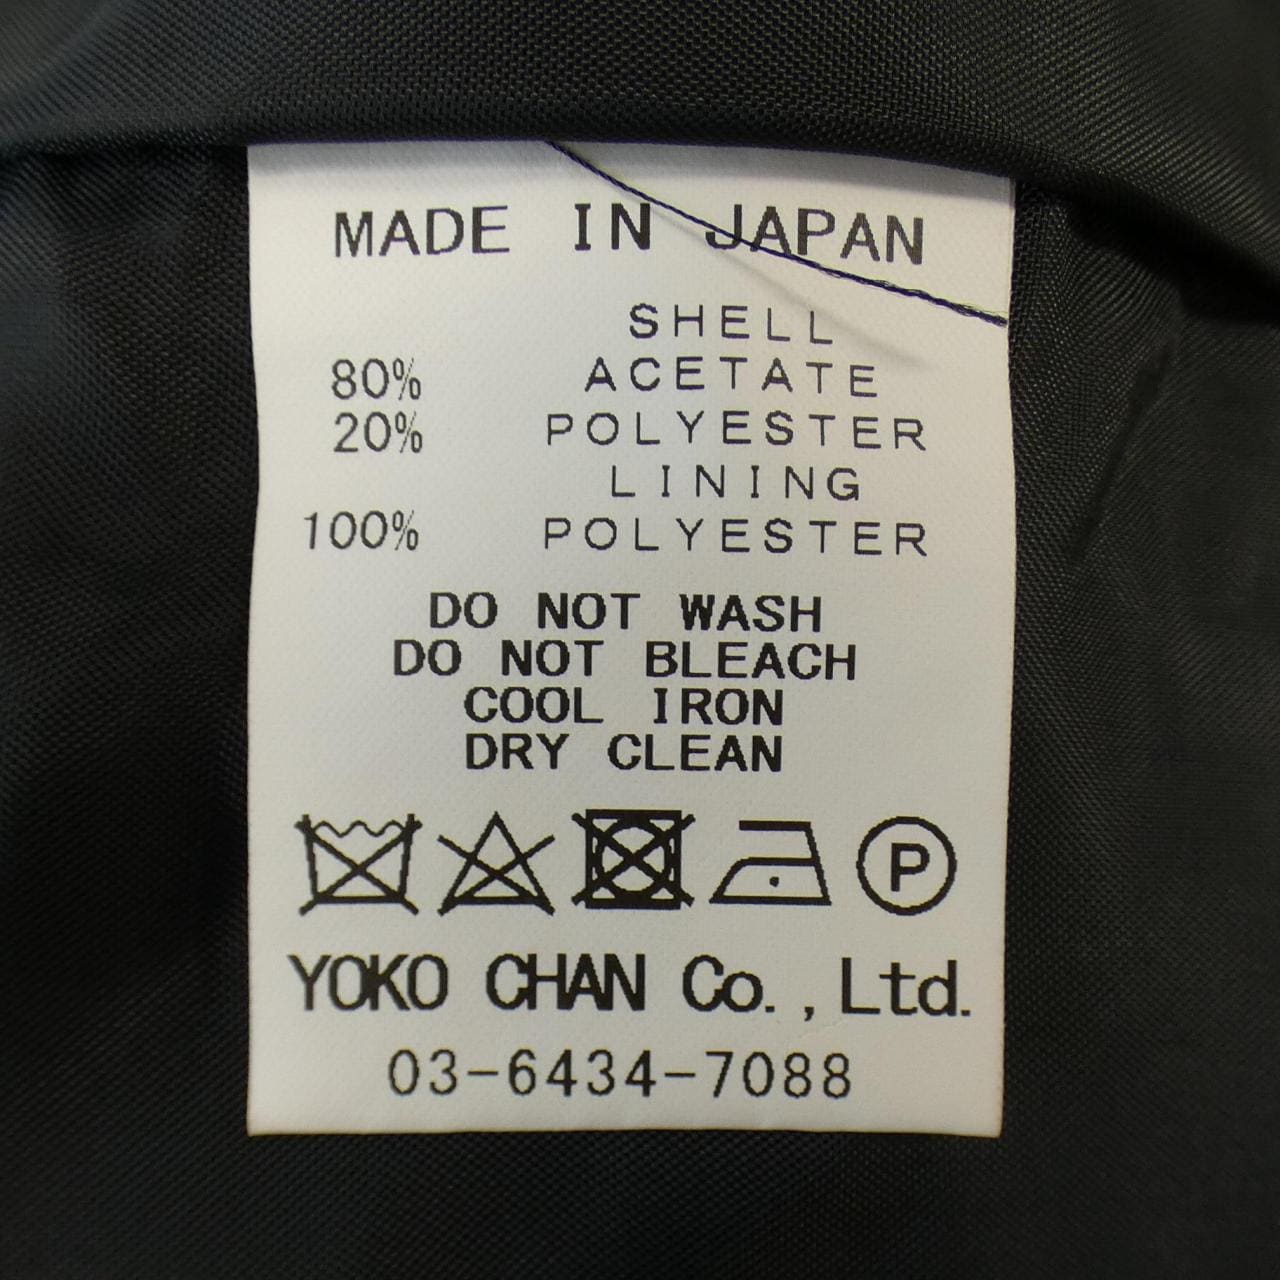 MADE IN JAPAN
SHELL
80% ACETATE
20% POLYESTER
LINING
100% POLYESTER
DO NOT WASH
DO NOT BLEACH
COOL IRON
DRY CLEAN
P
YOKO CHAN Co., Ltd.
03-6434-7088